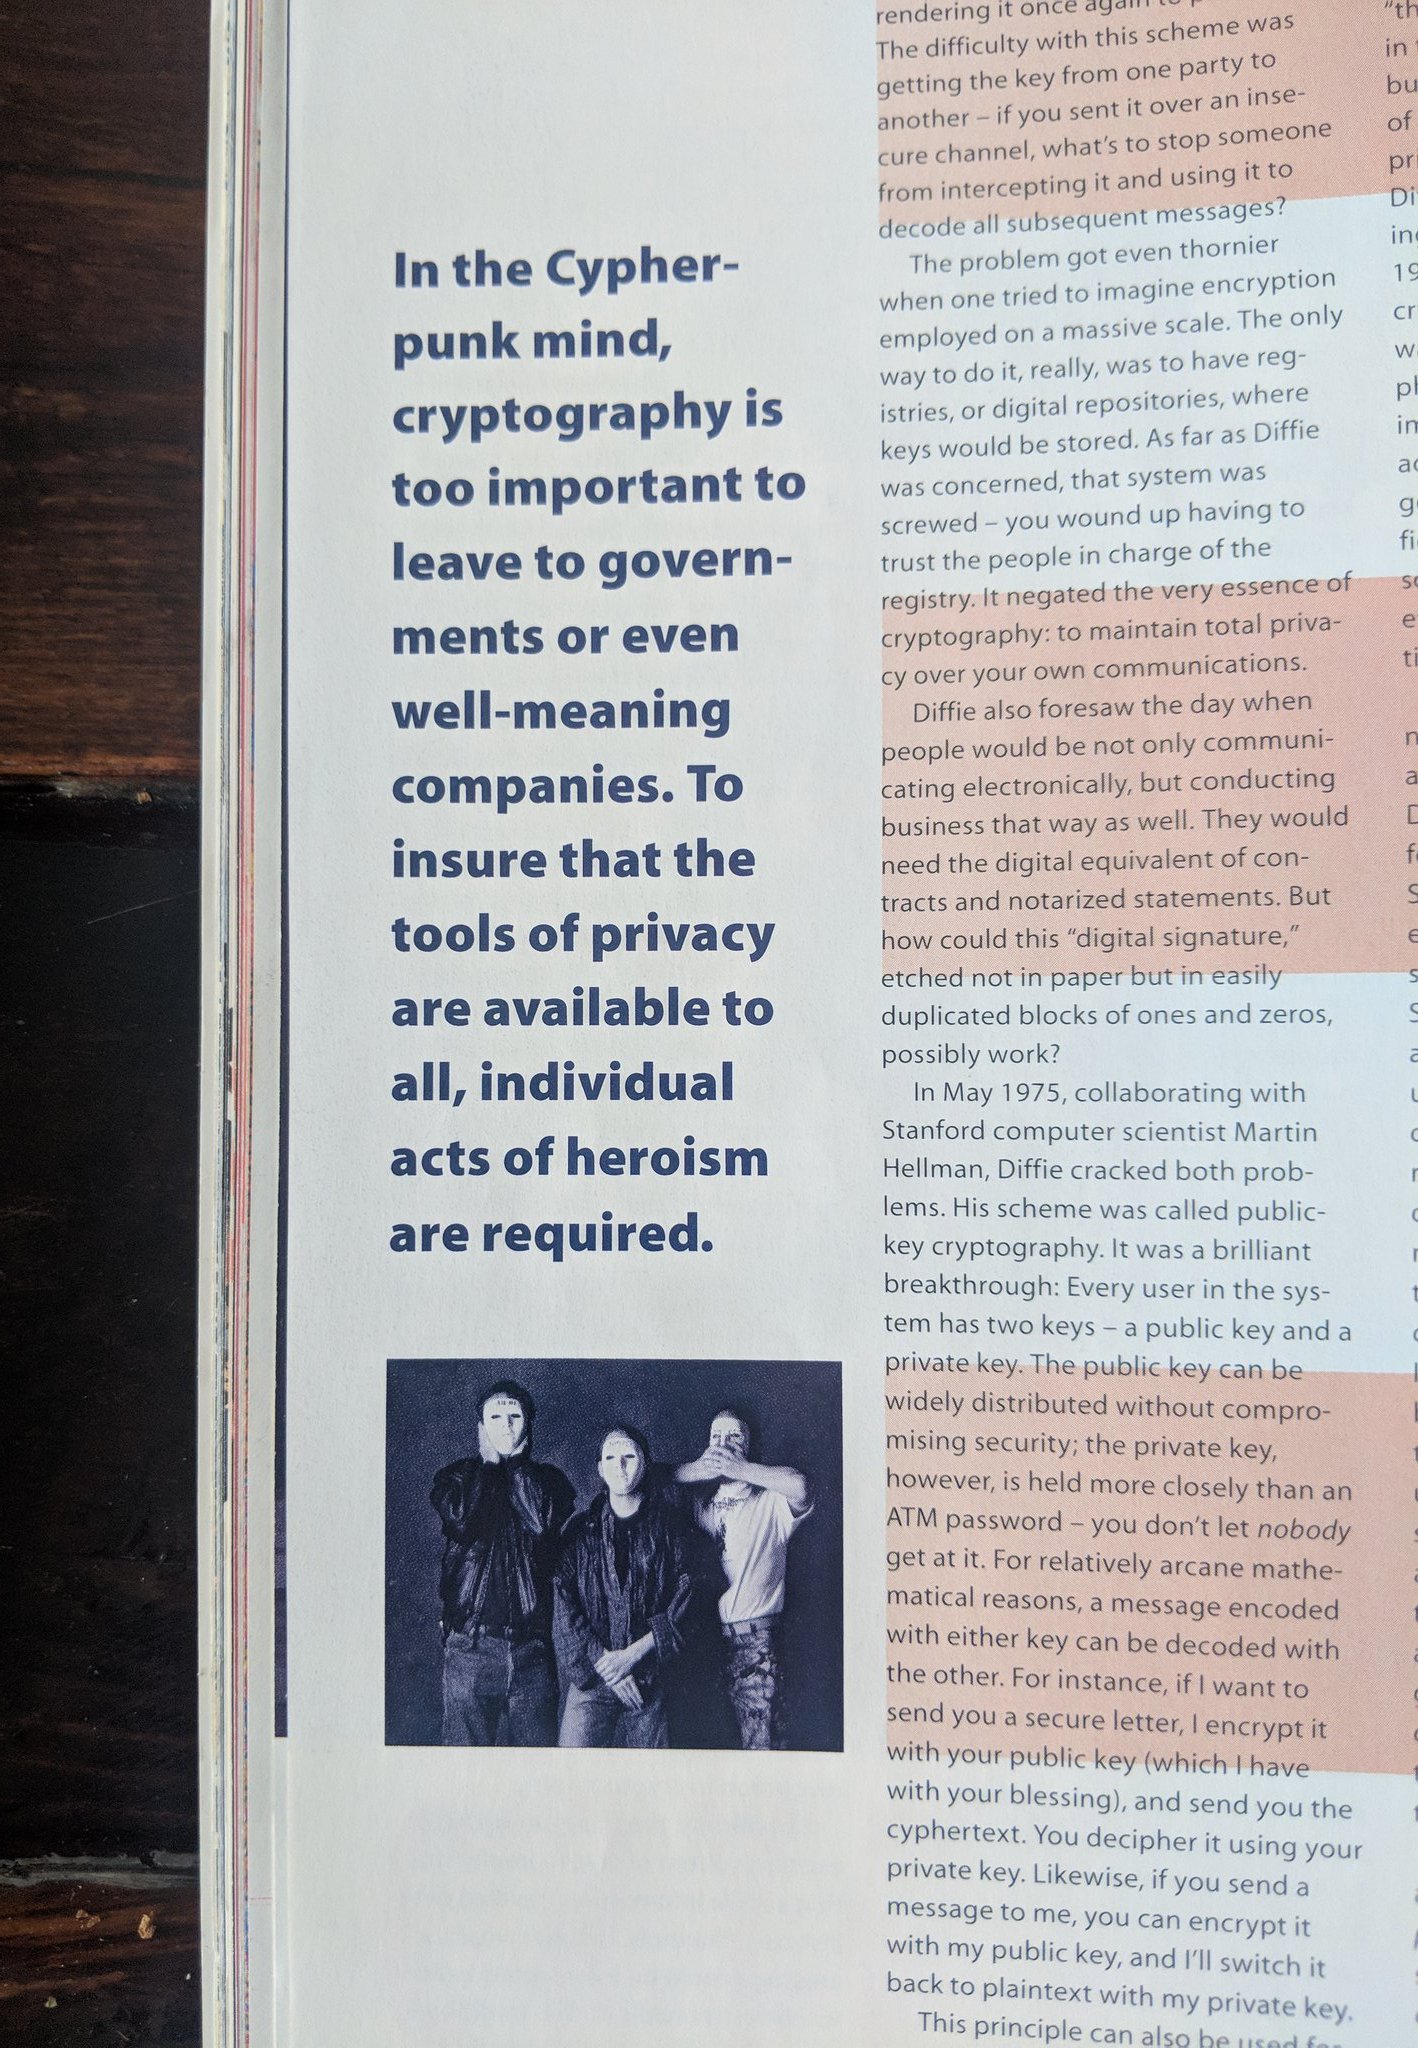 In the Cypher-
punk mind,
cryptography is
too important to
leave to govern-
ments or even
well-meaning
companies. To
insure that the
tools of privacy
are available to
all, individual
acts of heroism
are required.
rendering it once again to
The difficulty with this scheme was
getting the key from one party to
another – if you sent it over an inse-
cure channel, what's to stop someone
from intercepting it and using it to
decode all subsequent messages?
The problem got even thornier
when one tried to imagine encryption
employed on a massive scale. The only
way to do it, really, was to have reg-
istries, or digital repositories, where
keys would be stored. As far as Diffie
was concerned, that system was
screwed – you wound up having to
trust the people in charge of the
registry. It negated the very essence of
cryptography: to maintain total priva-
cy over your own communications.
Diffie also foresaw the day when
people would be not only communi-
cating electronically, but conducting
business that way as well. They would
need the digital equivalent of con-
tracts and notarized statements. But
how could this “digital signature,”
etched not in paper but in easily
duplicated blocks of ones and zeros,
possibly work?
In May 1975, collaborating with
Stanford computer scientist Martin
Hellman, Diffie cracked both prob-
lems. His scheme was called public-
key cryptography. It was a brilliant
breakthrough: Every user in the sys-
tem has two keys – a public key and a
private key. The public key can be
widely distributed without compro-
mising security; the private key,
however, is held more closely than an
ATM password – you don't let nobody
get at it. For relatively arcane mathe-
matical reasons, a message encoded
with either key can be decoded with
the other. For instance, if I want to
send you a secure letter, I encrypt it
with your public key (which I have
with your blessing), and send you the
cyphertext. You decipher it using your
private key. Likewise, if you send a
message to me, you can encrypt it
with my public key, and I'll switch it
back to plaintext with my private key.
This principle can also be used for